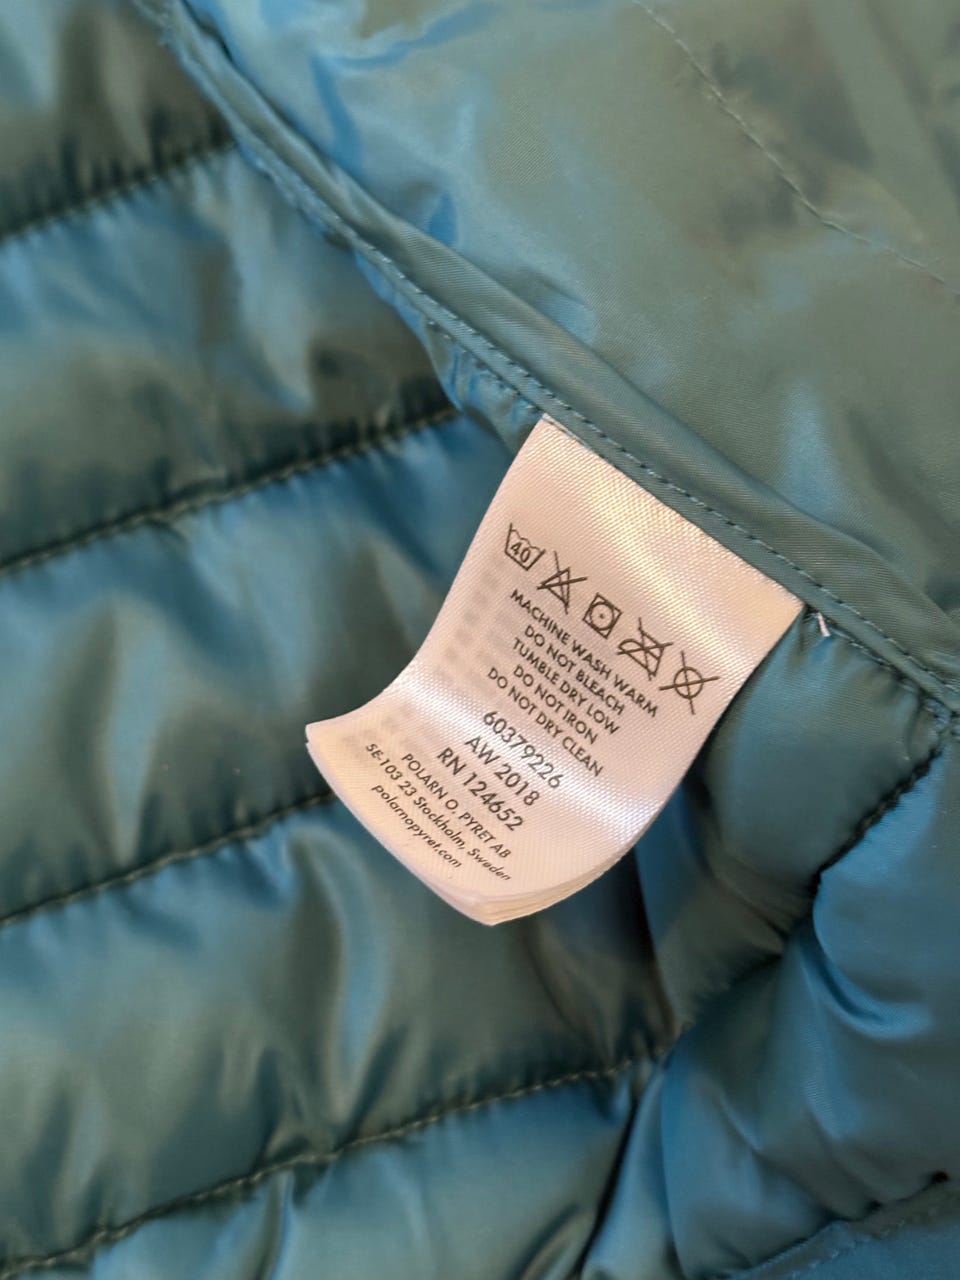 40
MACHINE WASH WARM
DO NOT BLEACH
TUMBLE DRY LOW
DO NOT IRON
DO NOT DRY CLEAN
60379226
AW 2018
RN 124652
POLARN O. PYRET AB
SE-103 23 Stockholm, Sweden
polarnopyret.com